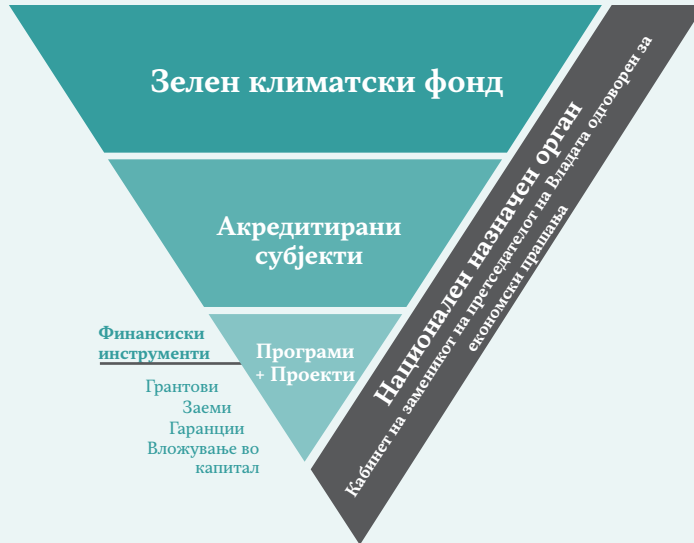 Зелен климатски фонд
Акредитирани
субјекти
Финансиски
инструменти
Програми
+ Проекти
Грантови
Заеми
Гаранции
Вложување во
капитал
Национален назначен орган
Кабинет на заменикот на претседателот на Владата одговорен за
економски прашања